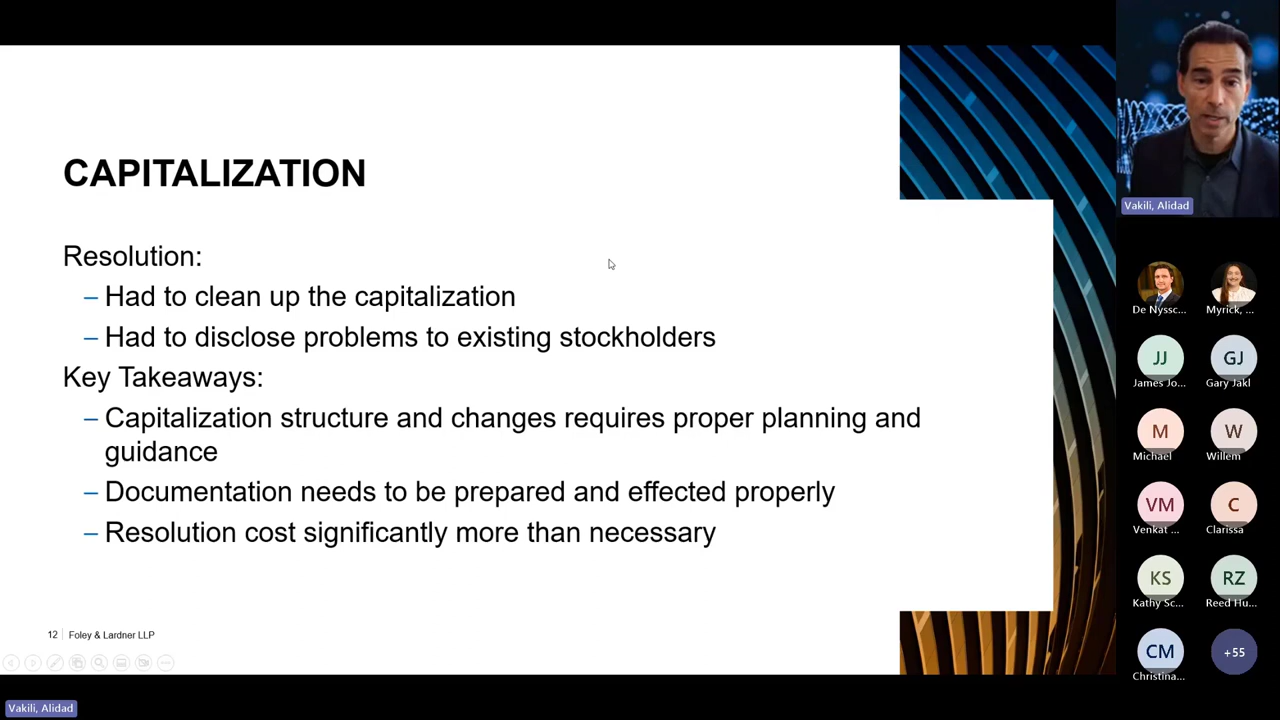 CAPITALIZATION
Resolution:
– Had to clean up the capitalization
– Had to disclose problems to existing stockholders
Key Takeaways:
– Capitalization structure and changes requires proper planning and
guidance
– Documentation needs to be prepared and effected properly
– Resolution cost significantly more than necessary
12 Foley & Lardner LLP
Vakili, Alidad
Vakili, Alidad
De Nyssc...
Myrick, ...
JJ
GJ
James Jo...
Gary Jakl
M
W
Michael
Willem
VM
C
Venkat ...
Clarissa
KS
RZ
Kathy Sc...
Reed Hu...
CM
+55
Christina...